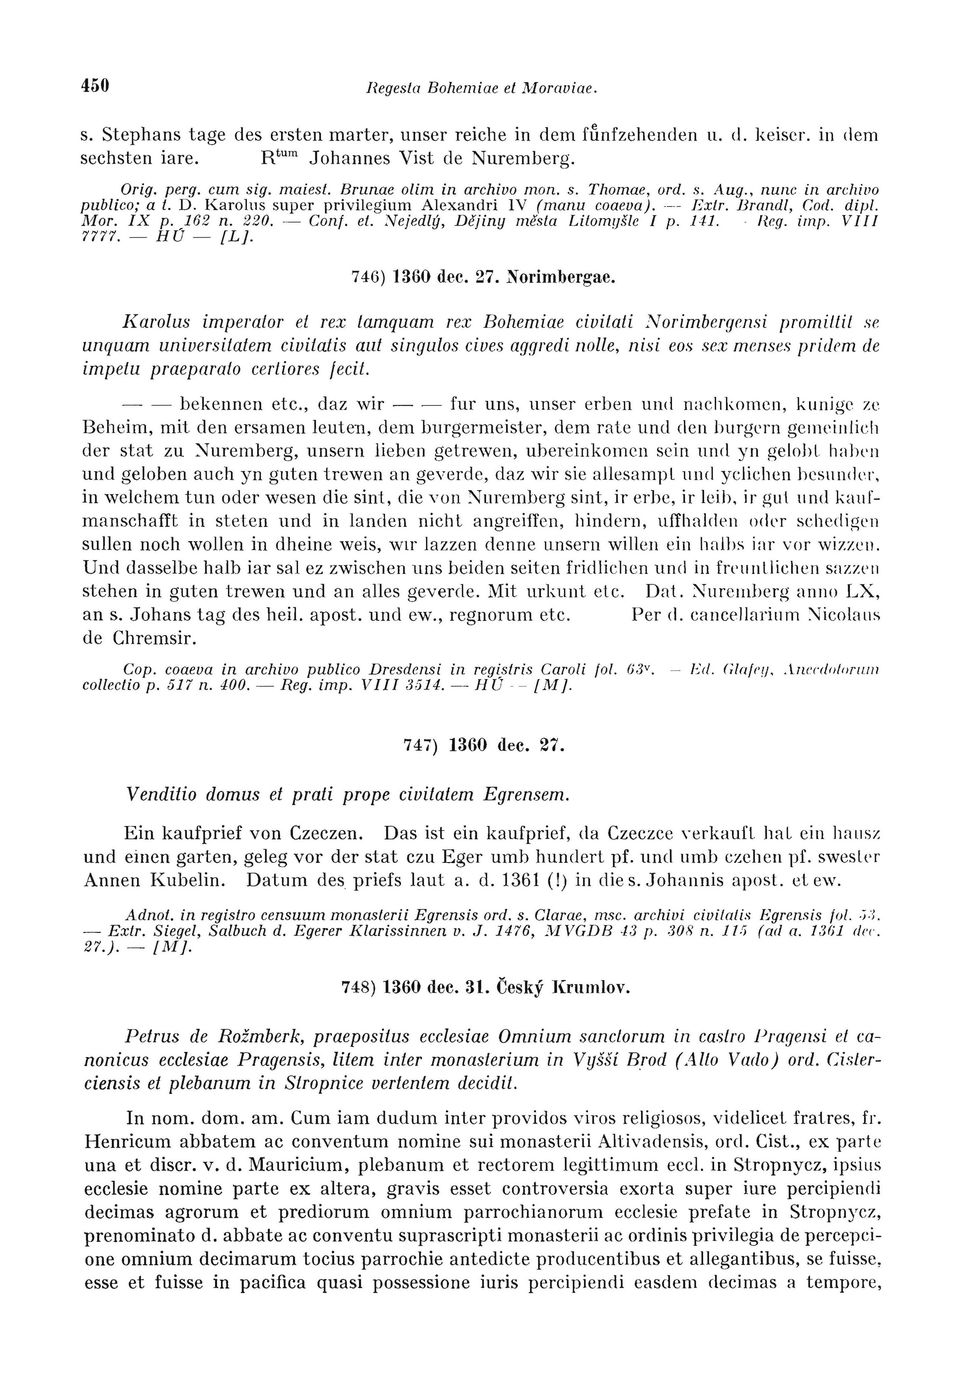 450 Regesta Bohemiae et Moraviae.
s. Stephans tage des ersten marter, unser reiche in dem fuͤnfzehenden u. d. keiser. in dem
sechsten iare. Rtum Johannes Vist de Nuremberg.
Orig. perg. cum sig. maiest. Brunae olim in archivo mon. s. Thomae, ord. s. Aug., nunc in archivo
publico; a t. D. Karolus super privilegium Alexandri IV (manu coaeva). — Extr. Brandl, Cod. dipl.
Mor. IX p. 162 n. 220. — Conf. et. Nejedlý, Dějiny města Litomyšle I p. 141. - Reg. imp. VIII
7777. — HÚ — [L].
746) 1360 dec. 27. Norimbergae.
Karolus imperator et rex tamquam rex Bohemiae civitati Norimbergensi promittit se
unquam universitatem civitatis aut singulos cives aggredi nolle, nisi eos sex menses pridem de
impetu praeparato certiores fecit.
— — bekennen etc., daz wir — — fur uns, unser erben und nachkomen, kunige ze
Beheim, mit den ersamen leuten, dem burgermeister, dem rate und den burgern gemeinlich
der stat zu Nuremberg, unsern lieben getrewen, ubereinkomen sein und yn gelobt haben
und geloben auch yn guten trewen an geverde, daz wir sie allesampt und yclichen besunder,
in welchem tun oder wesen die sint, die von Nuremberg sint, ir erbe, ir leib, ir gut und kauf-
manschafft in steten und in landen nicht angreiffen, hindern, uffhalden oder schedigen
sullen noch wollen in dheine weis, wir lazzen denne unsern willen ein halbs iar vor wizzen.
Und dasselbe halb iar sal ez zwischen uns beiden seiten fridlichen und in freuntlichen sazzen
stehen in guten trewen und an alles geverde. Mit urkunt etc. Dat. Nuremberg anno LX,
an s. Johans tag des heil. apost. und ew., regnorum etc. Per d. cancellarium Nicolaus
de Chremsir.
Cop. coaeva in archivo publico Dresdensi in registris Caroli fol. 63v. – Ed. Glafey, Anecdotorum
collectio p. 517 n. 400. — Reg. imp. VIII 3514. — HÚ - – [M].
747) 1360 dec. 27.
Venditio domus et prati prope civitatem Egrensem.
Ein kaufprief von Czeczen. Das ist ein kaufprief, da Czeczce verkauft hat ein hausz
und einen garten, geleg vor der stat czu Eger umb hundert pf. und umb czehen pf. swester
Annen Kubelin. Datum des priefs laut a. d. 1361 (!) in die s. Johannis apost. et ew.
Adnot. in registro censuum monasterii Egrensis ord. s. Clarae, msc. archivi civitatis Egrensis fol. 53.
— Extr. Siegel, Salbuch d. Egerer Klarissinnen v. J. 1476, MVGDB 43 p. 308 n. 115 (ad a. 1361 dec.
27.). — [M].
748) 1360 dec. 31. Český Krumlov.
Petrus de Rožmberk, praepositus ecclesiae Omnium sanctorum in castro Pragensi et ca-
nonicus ecclesiae Pragensis, litem inter monasterium in Vyšší Brod (Alto Vado) ord. Cister-
ciensis et plebanum in Stropnice vertentem decidit.
In nom. dom. am. Cum iam dudum inter providos viros religiosos, videlicet fratres, fr.
Henricum abbatem ac conventum nomine sui monasterii Altivadensis, ord. Cist., ex parte
una et discr. v. d. Mauricium, plebanum et rectorem legittimum eccl. in Stropnycz, ipsius
ecclesie nomine parte ex altera, gravis esset controversia exorta super iure percipiendi
decimas agrorum et prediorum omnium parrochianorum ecclesie prefate in Stropnycz,
prenominato d. abbate ac conventu suprascripti monasterii ac ordinis privilegia de percepci-
one omnium decimarum tocius parrochie antedicte producentibus et allegantibus, se fuisse,
esse et fuisse in pacifica quasi possessione iuris percipiendi easdem decimas a tempore,